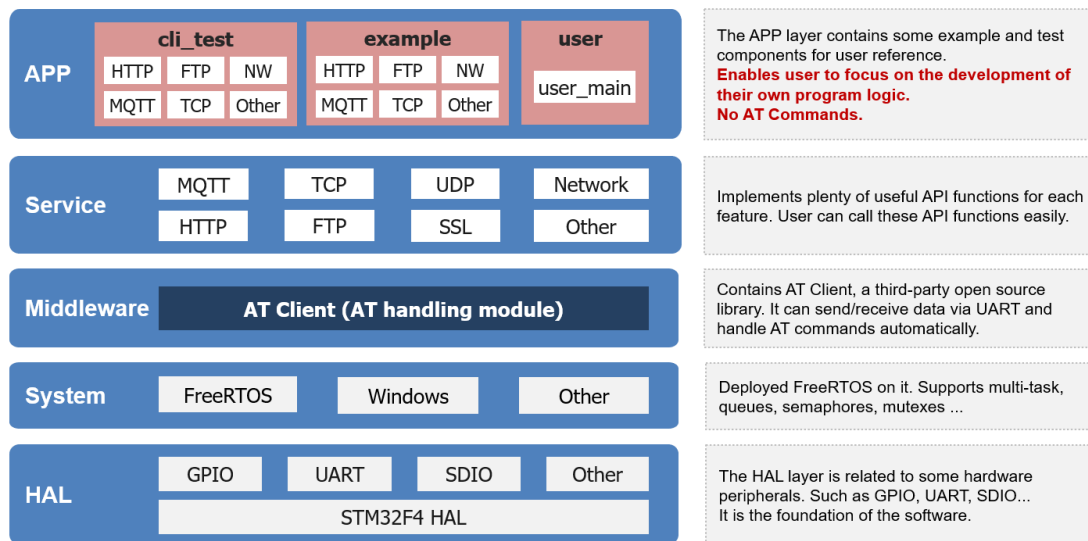 APP
cli_test
HTTP FTP NW
MQTT TCP Other
example
HTTP FTP NW
MQTT TCP Other
user
user_main
The APP layer contains some example and test
components for user reference.
Enables user to focus on the development of
their own program logic.
No AT Commands.
Service
MQTT TCP UDP Network
HTTP FTP SSL Other
Implements plenty of useful API functions for each
feature. User can call these API functions easily.
Middleware
AT Client (AT handling module)
Contains AT Client, a third-party open source
library. It can send/receive data via UART and
handle AT commands automatically.
System
FreeRTOS Windows Other
Deployed FreeRTOS on it. Supports multi-task,
queues, semaphores, mutexes ...
HAL
GPIO UART SDIO Other
STM32F4 HAL
The HAL layer is related to some hardware
peripherals. Such as GPIO, UART, SDIO...
It is the foundation of the software.